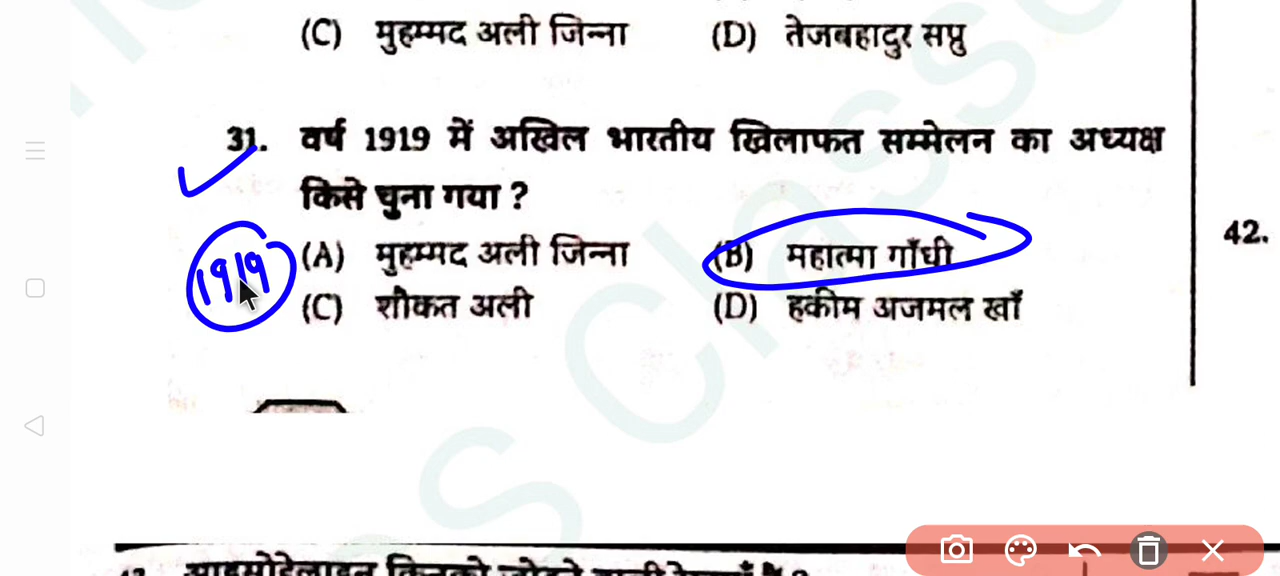 (C) मुहम्मद अली जिन्ना (D) तेजबहादुर सप्रु
31. वर्ष 1919 में अखिल भारतीय खिलाफत सम्मेलन का अध्यक्ष
किसे चुना गया ?
42.
1919 (A) मुहम्मद अली जिन्ना (B) महात्मा गाँधी
(C) शौकत अली (D) हकीम अजमल खाँ
S Classes